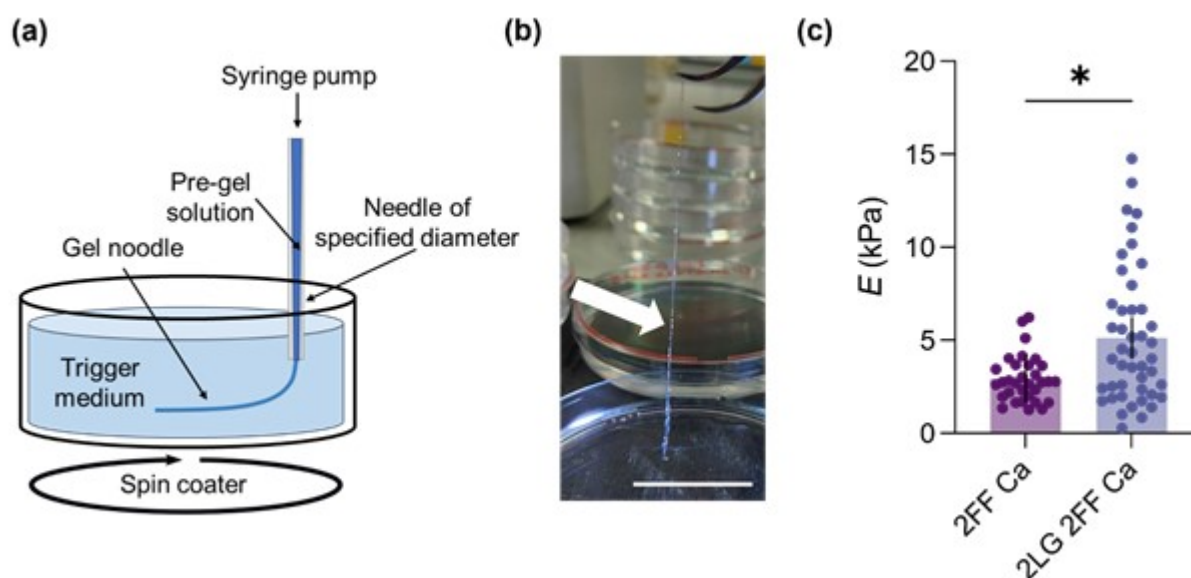 (a)
Syringe pump
Pre-gel
solution
Needle of
specified diameter
Gel noodle
Trigger
medium
Spin coater
(b)
(c)
20
*
15
10
5
0
E (kPa)
2FF Ca
2LG 2FF Ca